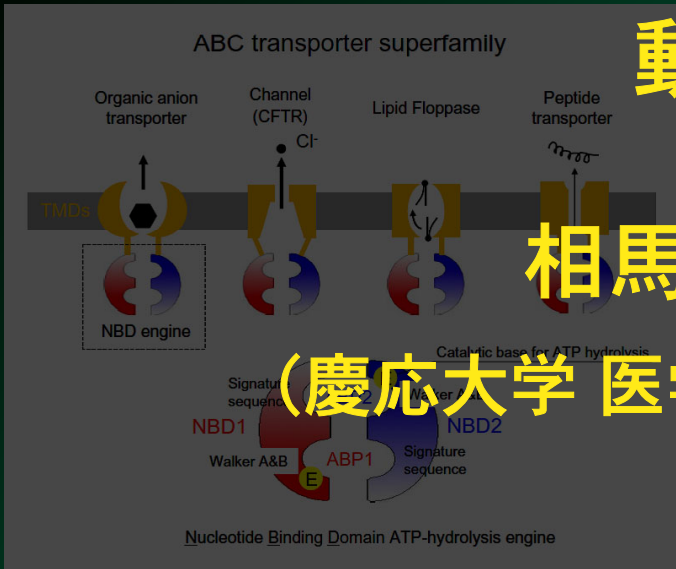 ABC transporter superfamily
動
Organic anion
transporter
Channel
(CFTR)
Lipid Floppase
Peptide
transporter
Cl-
TMDs
相馬
NBD engine
Catalytic base for ATP hydrolysis
(慶応大学 医学
Signature
sequence
NBD1
NBD2
Walker A&B
ABP1
Signature
sequence
E
Nucleotide Binding Domain ATP-hydrolysis engine